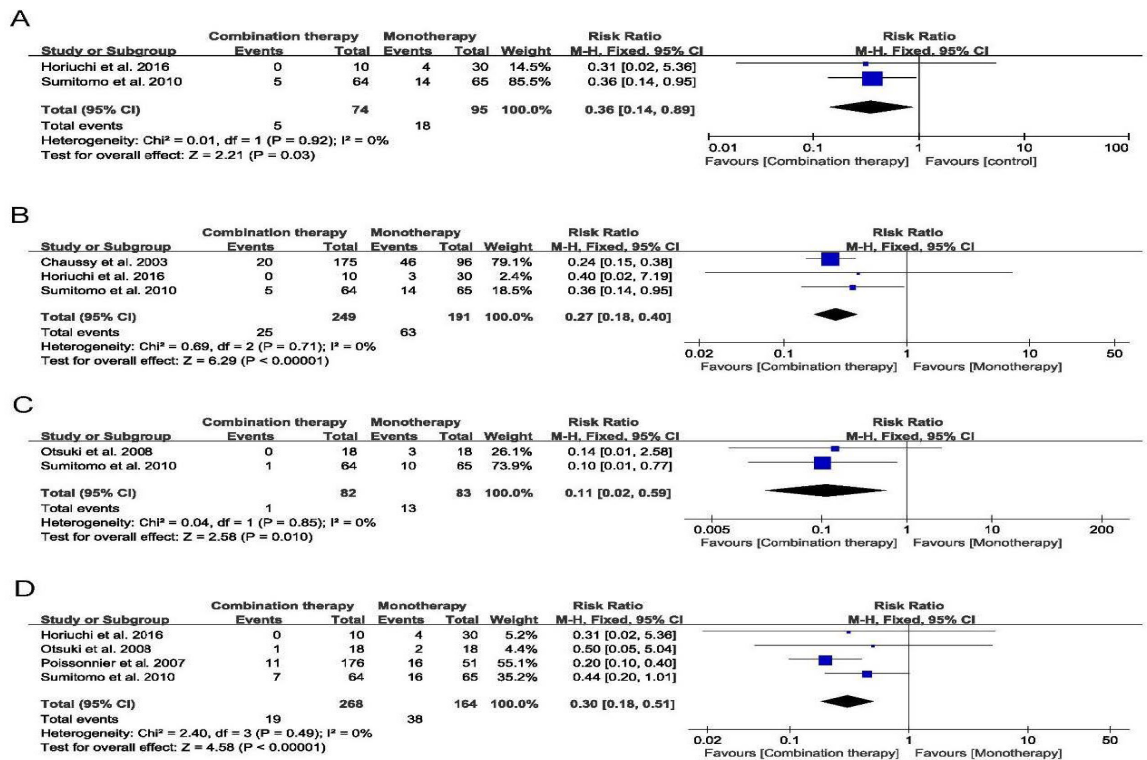 A
Combination therapy Monotherapy Risk Ratio Risk Ratio
Study or Subgroup Events Total Events Total Weight M-H, Fixed, 95% CI M-H, Fixed, 95% CI
Horiuchi et al. 2016 0 10 4 30 14.5% 0.31 [0.02, 5.36]
Sumitomo et al. 2010 5 64 14 65 85.5% 0.36 [0.14, 0.95]
Total (95% CI) 74 95 100.0% 0.36 [0.14, 0.89]
Total events 5 18
Heterogeneity: Chi² = 0.01, df = 1 (P = 0.92); I² = 0%
Test for overall effect: Z = 2.21 (P = 0.03)
0.01 0.1 1 10 100
Favours [Combination therapy] Favours [control]
B
Combination therapy Monotherapy Risk Ratio Risk Ratio
Study or Subgroup Events Total Events Total Weight M-H, Fixed, 95% CI M-H, Fixed, 95% CI
Chaussy et al. 2003 20 175 46 96 79.1% 0.24 [0.15, 0.38]
Horiuchi et al. 2016 0 10 3 30 2.4% 0.40 [0.02, 7.19]
Sumitomo et al. 2010 5 64 14 65 18.5% 0.36 [0.14, 0.95]
Total (95% CI) 249 191 100.0% 0.27 [0.18, 0.40]
Total events 25 63
Heterogeneity: Chi² = 0.69, df = 2 (P = 0.71); I² = 0%
Test for overall effect: Z = 6.29 (P < 0.00001)
0.02 0.1 1 10 50
Favours [Combination therapy] Favours [Monotherapy]
C
Combination therapy Monotherapy Risk Ratio Risk Ratio
Study or Subgroup Events Total Events Total Weight M-H, Fixed, 95% CI M-H, Fixed, 95% CI
Otsuki et al. 2008 0 18 3 18 26.1% 0.14 [0.01, 2.58]
Sumitomo et al. 2010 1 64 10 65 73.9% 0.10 [0.01, 0.77]
Total (95% CI) 82 83 100.0% 0.11 [0.02, 0.59]
Total events 1 13
Heterogeneity: Chi² = 0.04, df = 1 (P = 0.85); I² = 0%
Test for overall effect: Z = 2.58 (P = 0.010)
0.005 0.1 1 10 200
Favours [Combination therapy] Favours [Monotherapy]
D
Combination therapy Monotherapy Risk Ratio Risk Ratio
Study or Subgroup Events Total Events Total Weight M-H, Fixed, 95% CI M-H, Fixed, 95% CI
Horiuchi et al. 2016 0 10 4 30 5.2% 0.31 [0.02, 5.36]
Otsuki et al. 2008 1 18 2 18 4.4% 0.50 [0.05, 5.04]
Poissonnier et al. 2007 11 176 16 51 55.1% 0.20 [0.10, 0.40]
Sumitomo et al. 2010 7 64 16 65 35.2% 0.44 [0.20, 1.01]
Total (95% CI) 268 164 100.0% 0.30 [0.18, 0.51]
Total events 19 38
Heterogeneity: Chi² = 2.40, df = 3 (P = 0.49); I² = 0%
Test for overall effect: Z = 4.58 (P < 0.00001)
0.02 0.1 1 10 50
Favours [Combination therapy] Favours [Monotherapy]